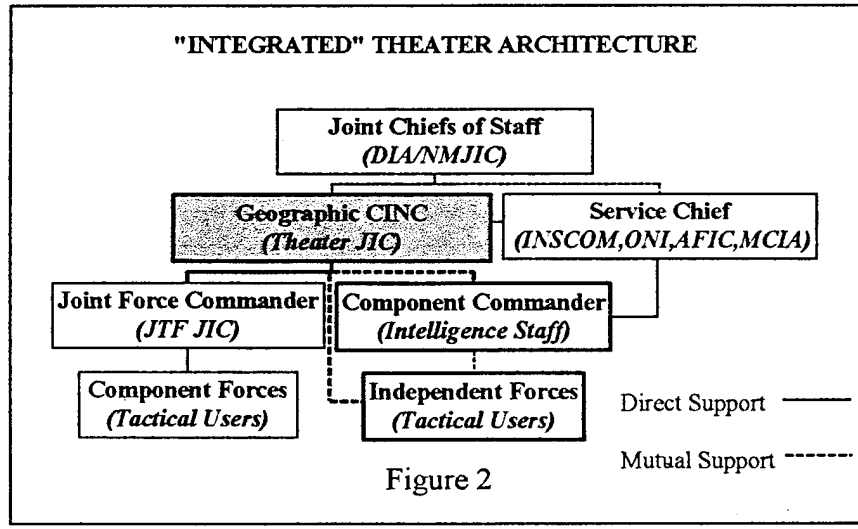 "INTEGRATED" THEATER ARCHITECTURE
Joint Chiefs of Staff
(DIA/NMJIC)
Geographic CINC
(Theater JIC)
Service Chief
(INSCOM,ONI,AFIC,MCIA)
Joint Force Commander
(JTF JIC)
Component Commander
(Intelligence Staff)
Component Forces
(Tactical Users)
Independent Forces
(Tactical Users)
Direct Support
Mutual Support
Figure 2